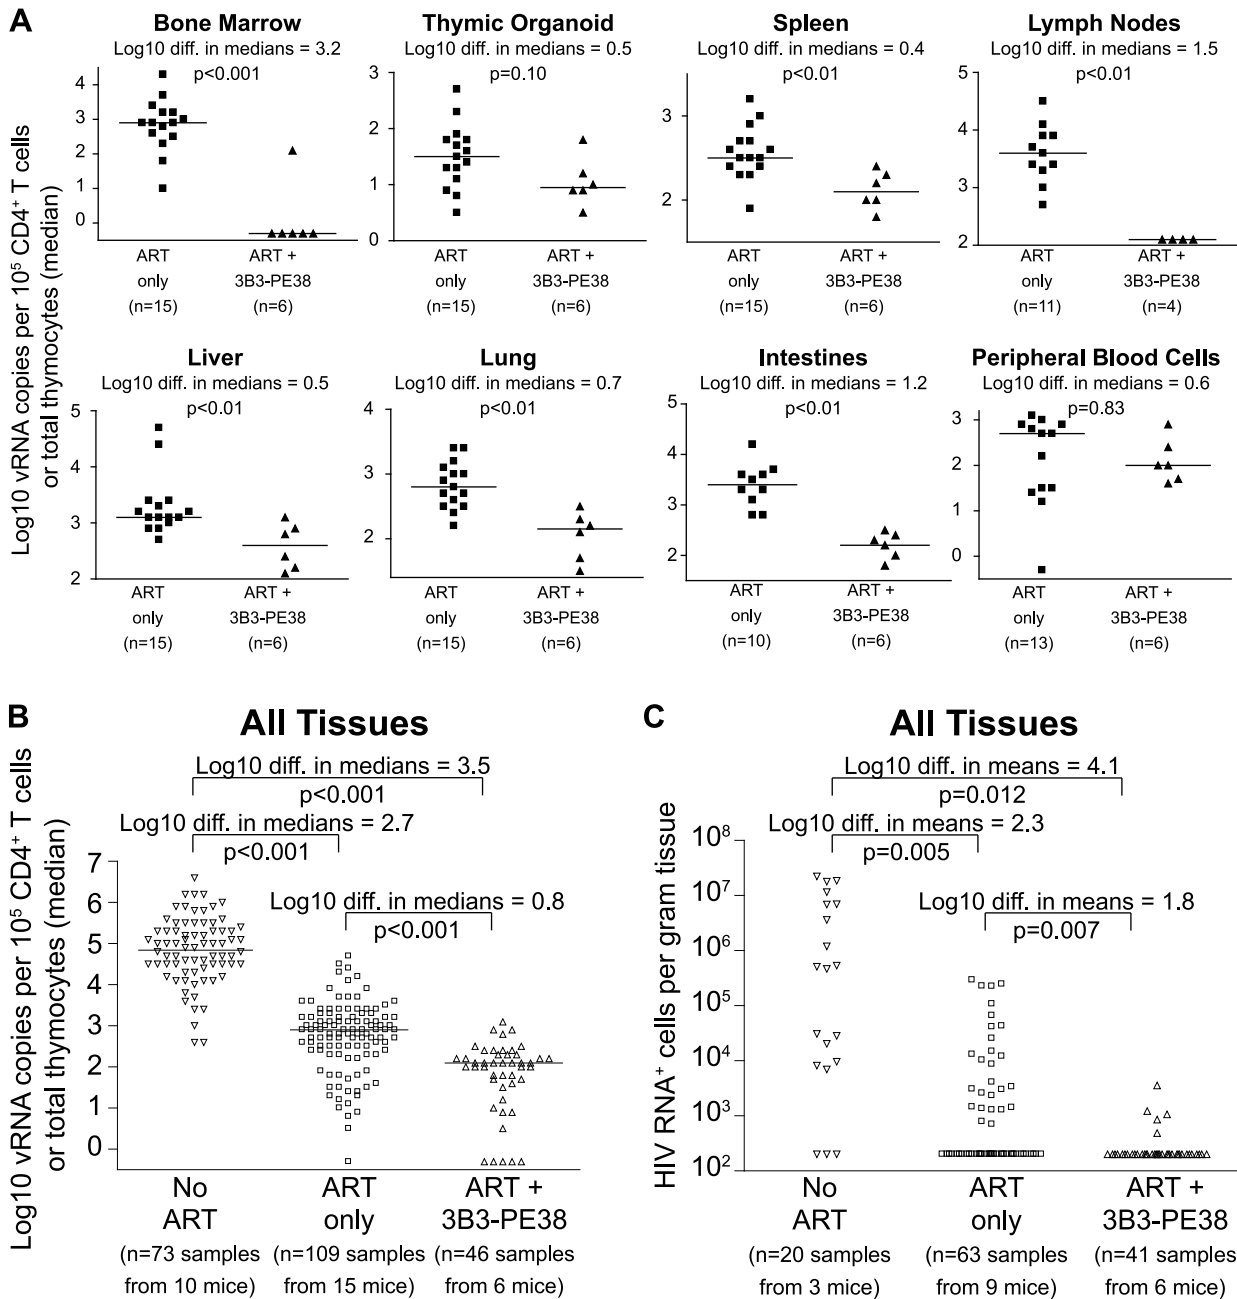 A
Log10 vRNA copies per 10⁵ CD4⁺ T cells
or total thymocytes (median)
Bone Marrow
Log10 diff. in medians = 3.2
p<0.001
4
3
2
1
0
ART
only
(n=15)
ART +
3B3-PE38
(n=6)
Thymic Organoid
Log10 diff. in medians = 0.5
p=0.10
3
2
1
0
ART
only
(n=15)
ART +
3B3-PE38
(n=6)
Spleen
Log10 diff. in medians = 0.4
p<0.01
3
2
ART
only
(n=15)
ART +
3B3-PE38
(n=6)
Lymph Nodes
Log10 diff. in medians = 1.5
p<0.01
5
4
3
2
ART
only
(n=11)
ART +
3B3-PE38
(n=4)
Liver
Log10 diff. in medians = 0.5
p<0.01
5
4
3
2
ART
only
(n=15)
ART +
3B3-PE38
(n=6)
Lung
Log10 diff. in medians = 0.7
p<0.01
4
3
2
ART
only
(n=15)
ART +
3B3-PE38
(n=6)
Intestines
Log10 diff. in medians = 1.2
p<0.01
5
4
3
2
ART
only
(n=10)
ART +
3B3-PE38
(n=6)
Peripheral Blood Cells
Log10 diff. in medians = 0.6
p=0.83
3
2
1
0
ART
only
(n=13)
ART +
3B3-PE38
(n=6)
B
All Tissues
Log10 vRNA copies per 10⁵ CD4⁺ T cells
or total thymocytes (median)
Log10 diff. in medians = 3.5
p<0.001
Log10 diff. in medians = 2.7
p<0.001
Log10 diff. in medians = 0.8
p<0.001
7
6
5
4
3
2
1
0
No
ART
(n=73 samples
from 10 mice)
ART
only
(n=109 samples
from 15 mice)
ART +
3B3-PE38
(n=46 samples
from 6 mice)
C
All Tissues
HIV RNA⁺ cells per gram tissue
Log10 diff. in means = 4.1
p=0.012
Log10 diff. in means = 2.3
p=0.005
Log10 diff. in means = 1.8
p=0.007
10⁸
10⁷
10⁶
10⁵
10⁴
10³
10²
No
ART
(n=20 samples
from 3 mice)
ART
only
(n=63 samples
from 9 mice)
ART +
3B3-PE38
(n=41 samples
from 6 mice)